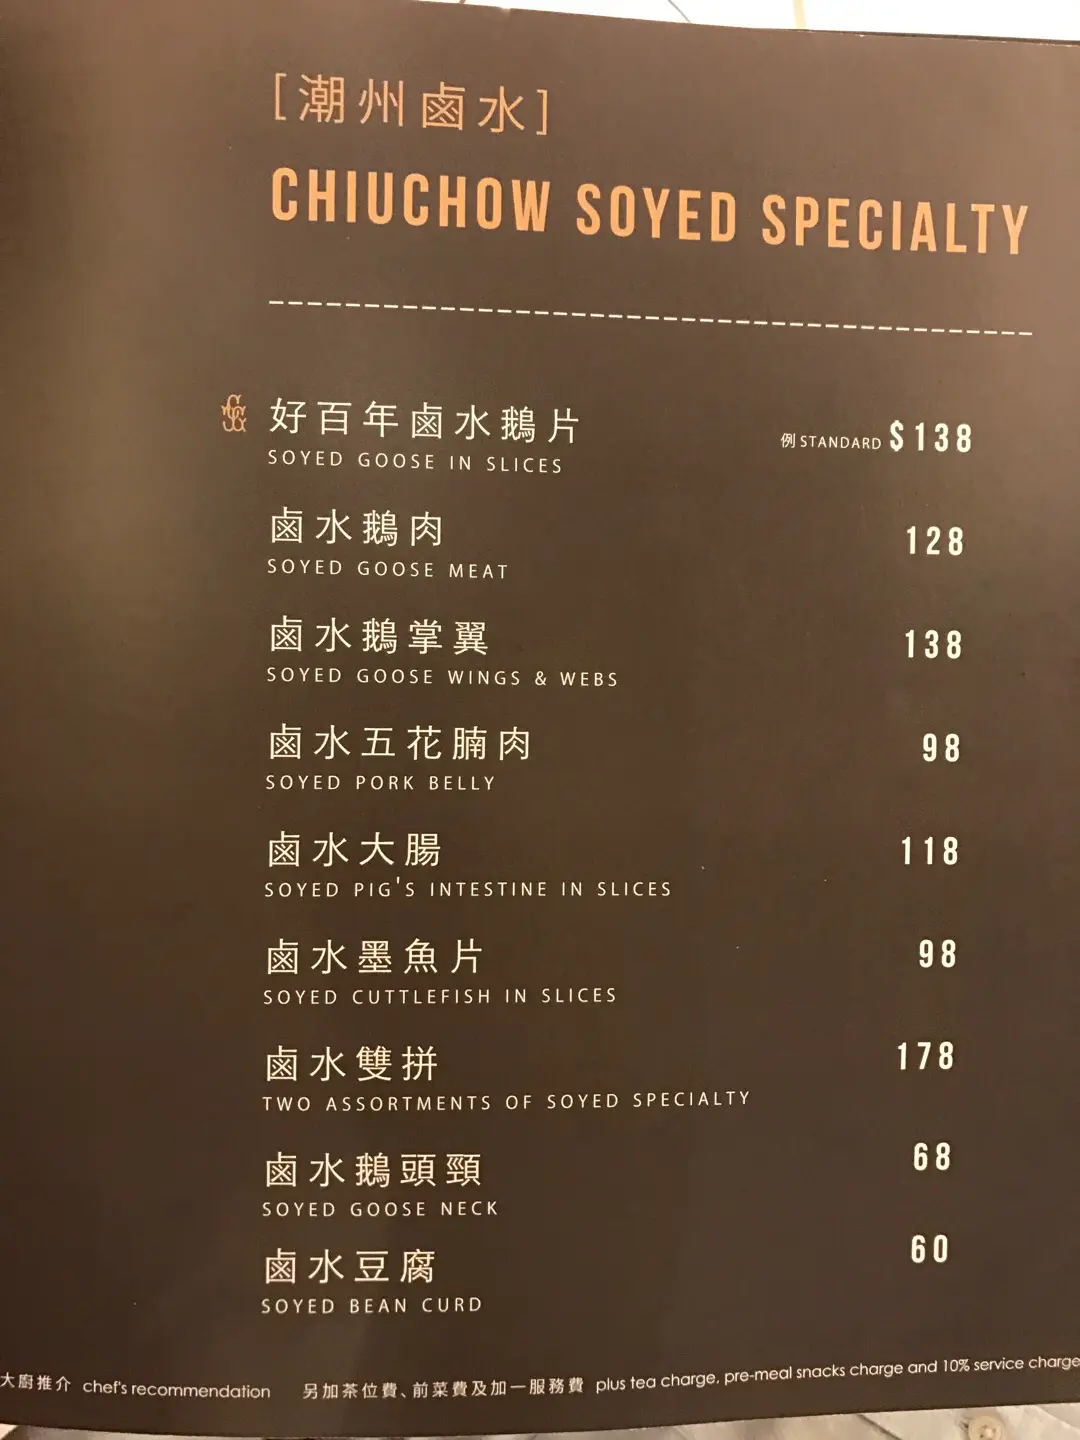 [潮州鹵水]
CHIUCHOW SOYED SPECIALTY
好百年鹵水鵝片 例 STANDARD $138
SOYED GOOSE IN SLICES
鹵水鵝肉 128
SOYED GOOSE MEAT
鹵水鵝掌翼 138
SOYED GOOSE WINGS & WEBS
鹵水五花腩肉 98
SOYED PORK BELLY
鹵水大腸 118
SOYED PIG'S INTESTINE IN SLICES
鹵水墨魚片 98
SOYED CUTTLEFISH IN SLICES
鹵水雙拼 178
TWO ASSORTMENTS OF SOYED SPECIALTY
鹵水鵝頭頸 68
SOYED GOOSE NECK
鹵水豆腐 60
SOYED BEAN CURD
大廚推介 chef's recommendation 另加茶位費、前菜費及加一服務費 plus tea charge, pre-meal snacks charge and 10% service charge